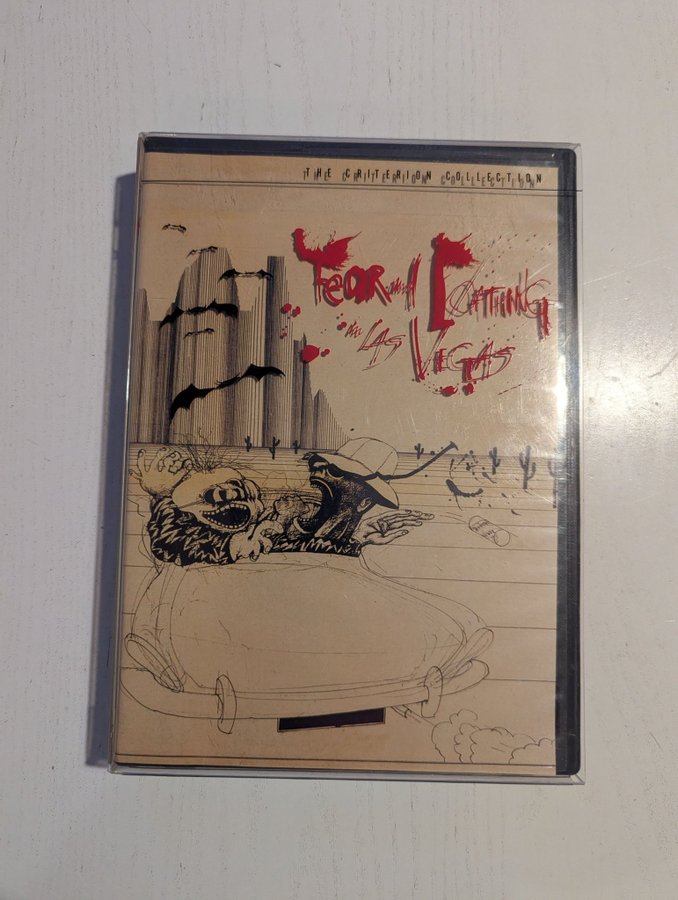 THE CRITERION COLLECTION
FEAR and LOATHING
in LAS VEGAS